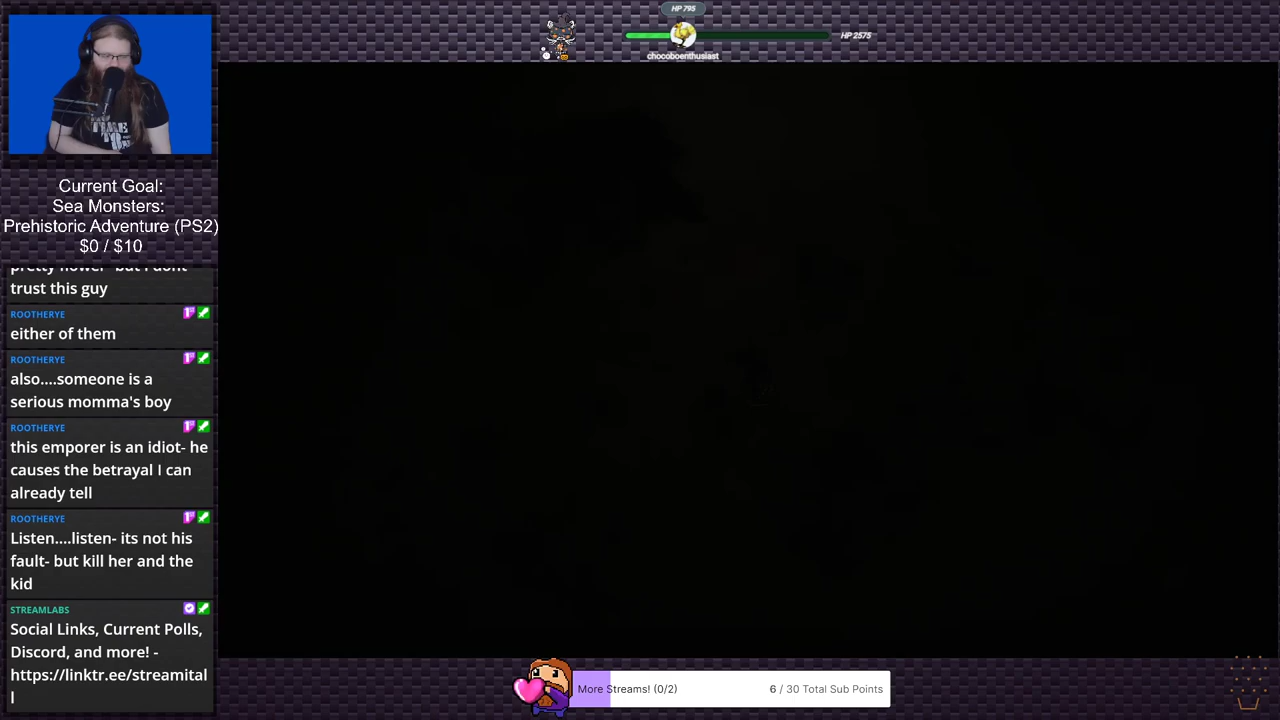 HP 795
HP 2575
chocoboenthusiast
Current Goal:
Sea Monsters:
Prehistoric Adventure (PS2)
$0 / $10
trust this guy
ROOTHERYE
either of them
ROOTHERYE
also....someone is a
serious momma's boy
ROOTHERYE
this emporer is an idiot- he
causes the betrayal I can
already tell
ROOTHERYE
Listen....listen- its not his
fault- but kill her and the
kid
STREAMLABS
Social Links, Current Polls,
Discord, and more! -
https://linktr.ee/streamital
l
More Streams! (0/2)
6 / 30 Total Sub Points